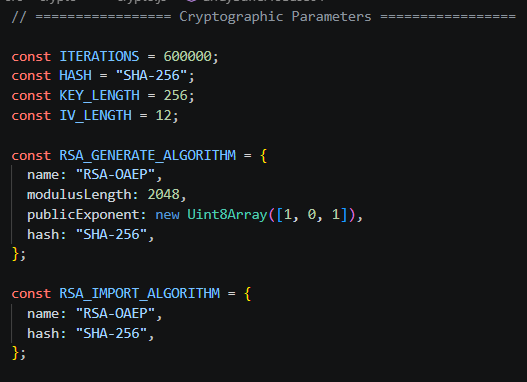 // ================= Cryptographic Parameters =================
const ITERATIONS = 600000;
const HASH = "SHA-256";
const KEY_LENGTH = 256;
const IV_LENGTH = 12;
const RSA_GENERATE_ALGORITHM = {
  name: "RSA-OAEP",
  modulusLength: 2048,
  publicExponent: new Uint8Array([1, 0, 1]),
  hash: "SHA-256",
};
const RSA_IMPORT_ALGORITHM = {
  name: "RSA-OAEP",
  hash: "SHA-256",
};